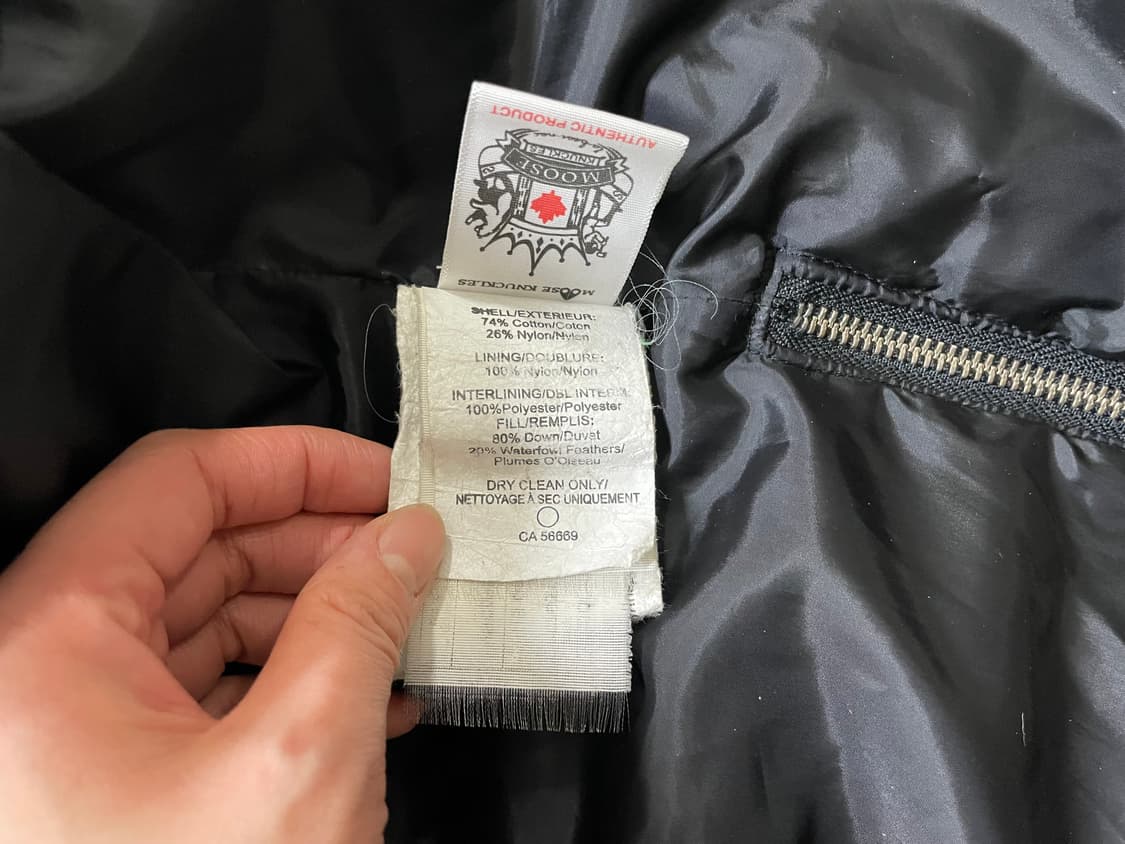 AUTHENTIC PRODUCT
MOOSE
KNUCKLES
MOOSE KNUCKLES
SHELL/EXTERIEUR:
74% Cotton/Coton
26% Nylon/Nylon
LINING/DOUBLURE:
100% Nylon/Nylon
INTERLINING/DBL INTERI:
100%Polyester/Polyester
FILL/REMPLIS:
80% Down/Duvat
20% Waterfowl Feathers/
Plumes O'Oiseau
DRY CLEAN ONLY/
NETTOYAGE À SEC UNIQUEMENT
CA 56669